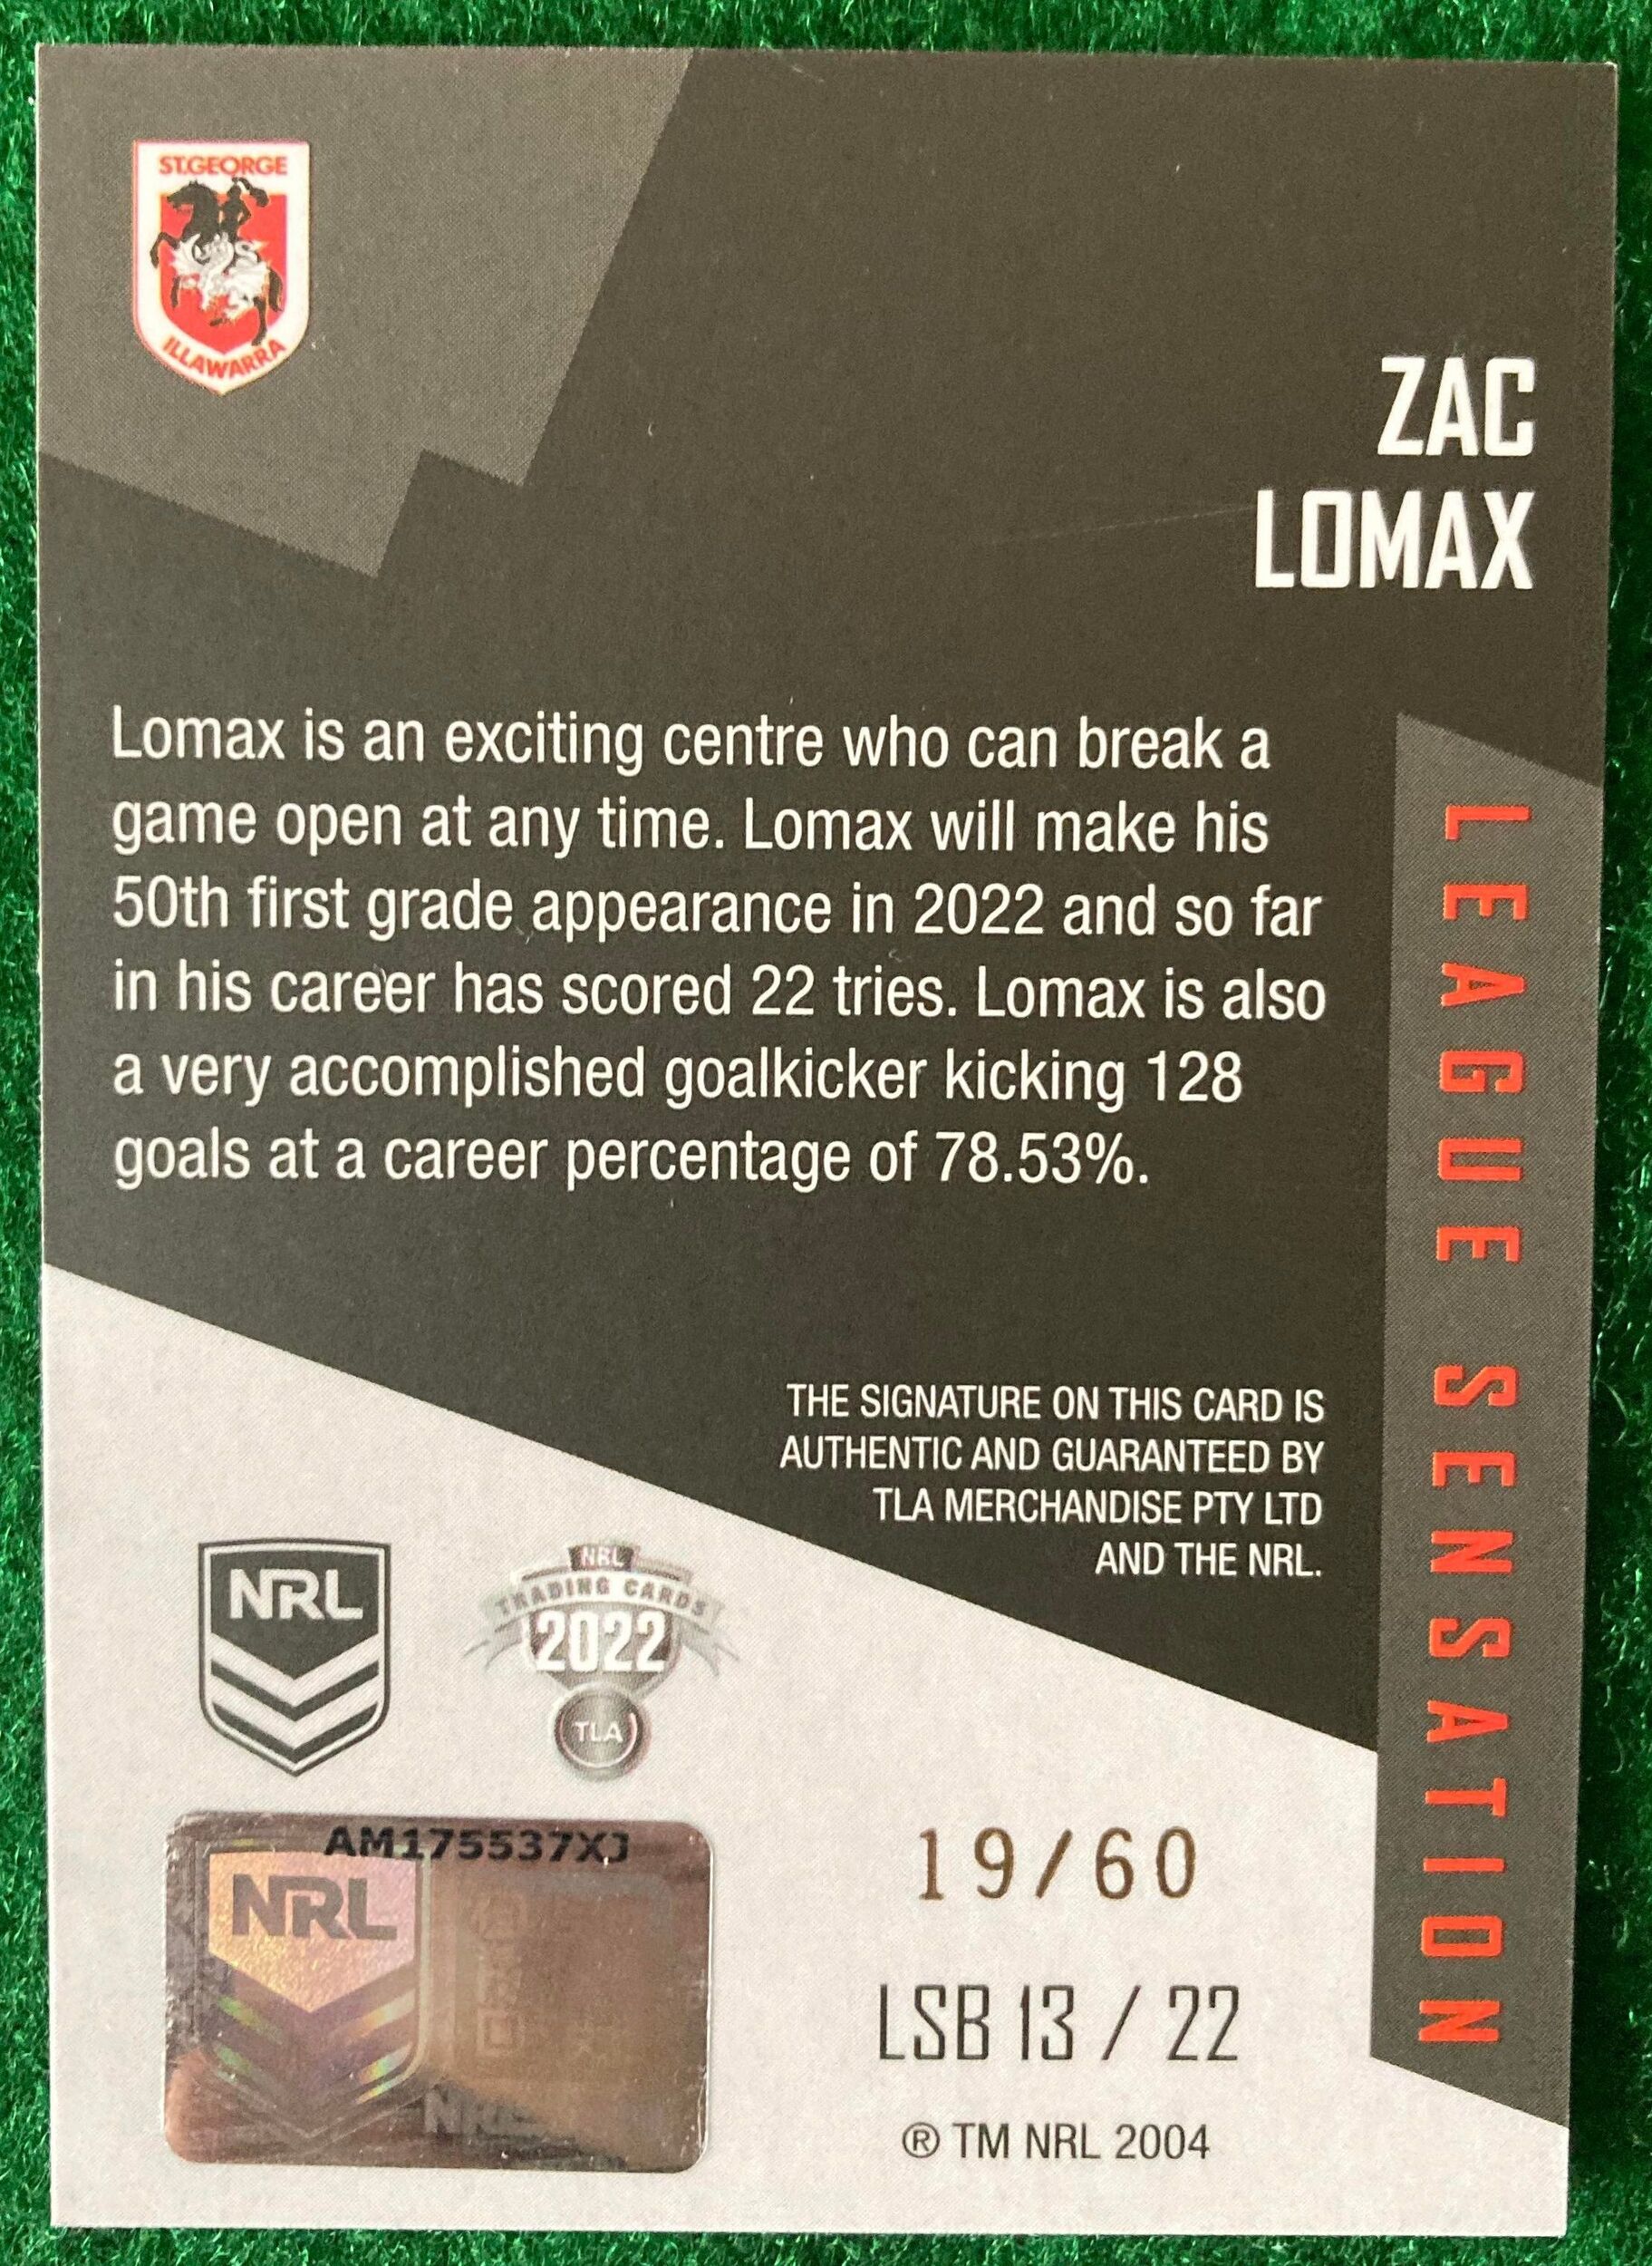 ST.GEORGE
ILLAWARRA
ZAC
LOMAX
Lomax is an exciting centre who can break a
game open at any time. Lomax will make his
50th first grade appearance in 2022 and so far
in his career has scored 22 tries. Lomax is also
a very accomplished goalkicker kicking 128
goals at a career percentage of 78.53%.
LEAGUE SENSATION
THE SIGNATURE ON THIS CARD IS
AUTHENTIC AND GUARANTEED BY
TLA MERCHANDISE PTY LTD
AND THE NRL.
NRL
NRL
TRADING CARDS
2022
TLA
AM175537XJ
NRL
19/60
LSB 13 / 22
® TM NRL 2004